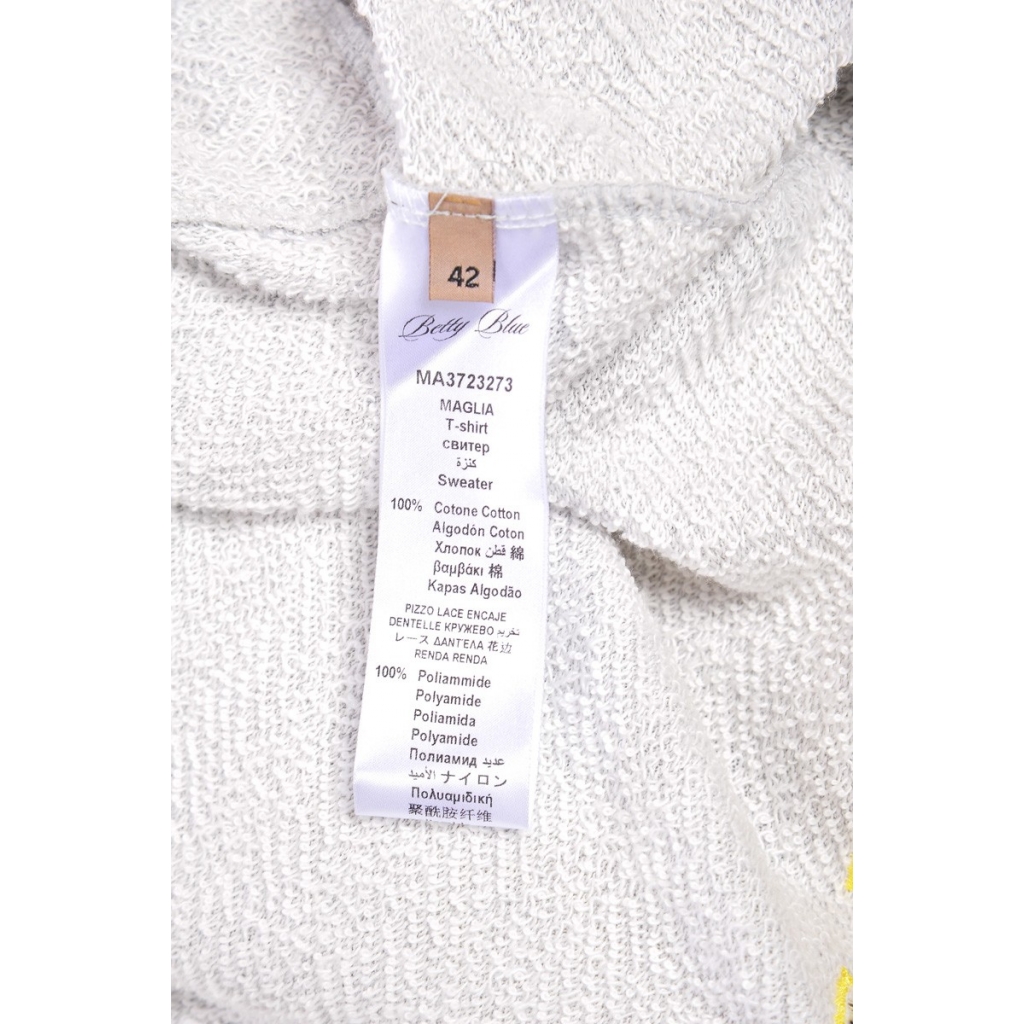 42
Betty Blue
MA3723273
MAGLIA
T-shirt
свитер
كنزة
Sweater
100% Cotone Cotton
Algodón Coton
Хлопок قطن 綿
βαμβάκι 棉
Kapas Algodão
PIZZO LACE ENCAJE
DENTELLE КРУЖЕВО تخريد
レース ΔΑΝΤΕΛΑ 花边
RENDA RENDA
100% Poliammide
Polyamide
Poliamida
Polyamide
Полиамид عديد
الأميد ナイロン
Πολυαμιδική
聚酰胺纤维